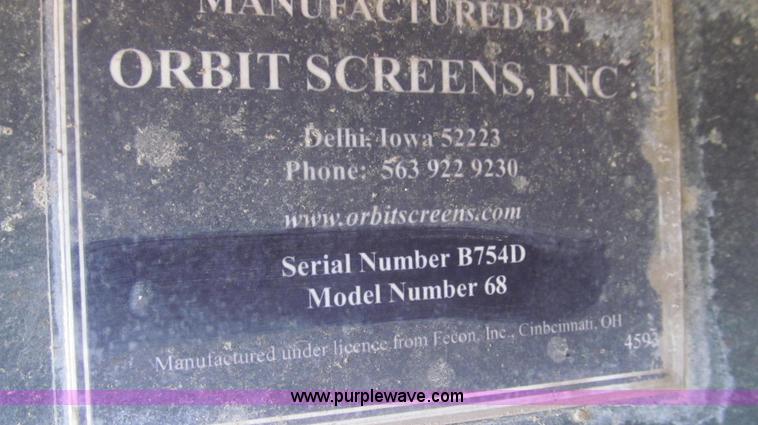 MANUFACTURED BY
ORBIT SCREENS, INC
Delhi, Iowa 52223
Phone: 563 922 9230
www.orbitscreens.com
Serial Number B754D
Model Number 68
Manufactured under licence from Fecon, Inc., Cinbcinnati, OH
4593
www.purplewave.com